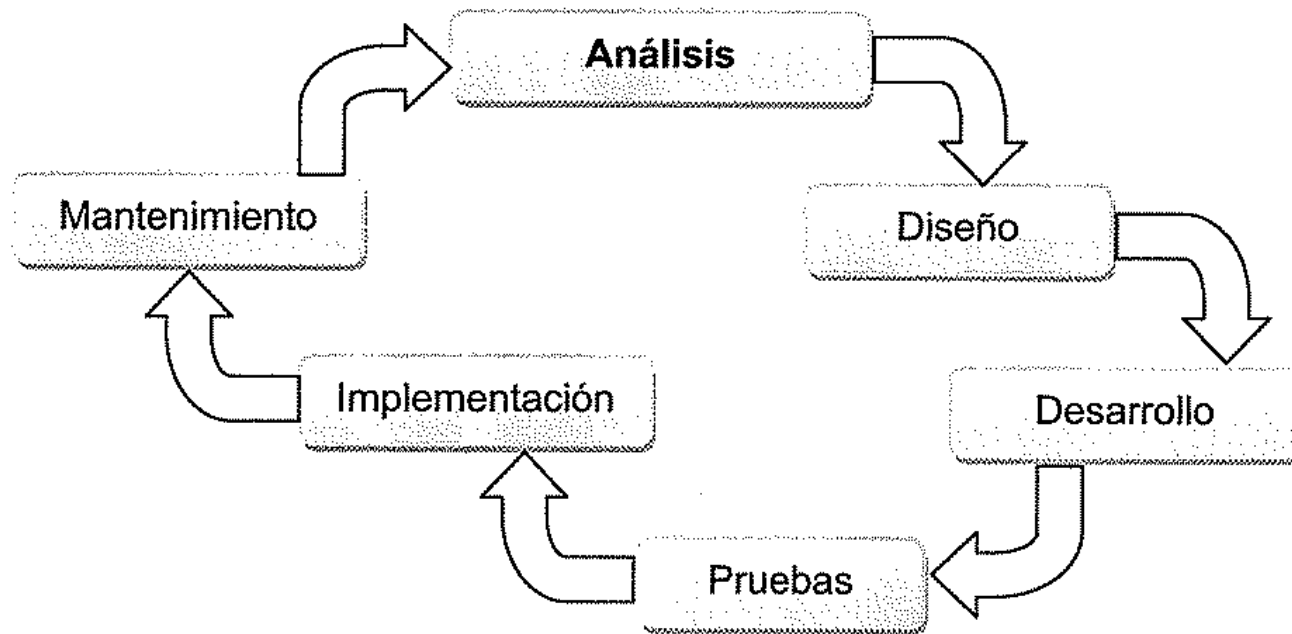 Análisis
Diseño
Desarrollo
Pruebas
Implementación
Mantenimiento